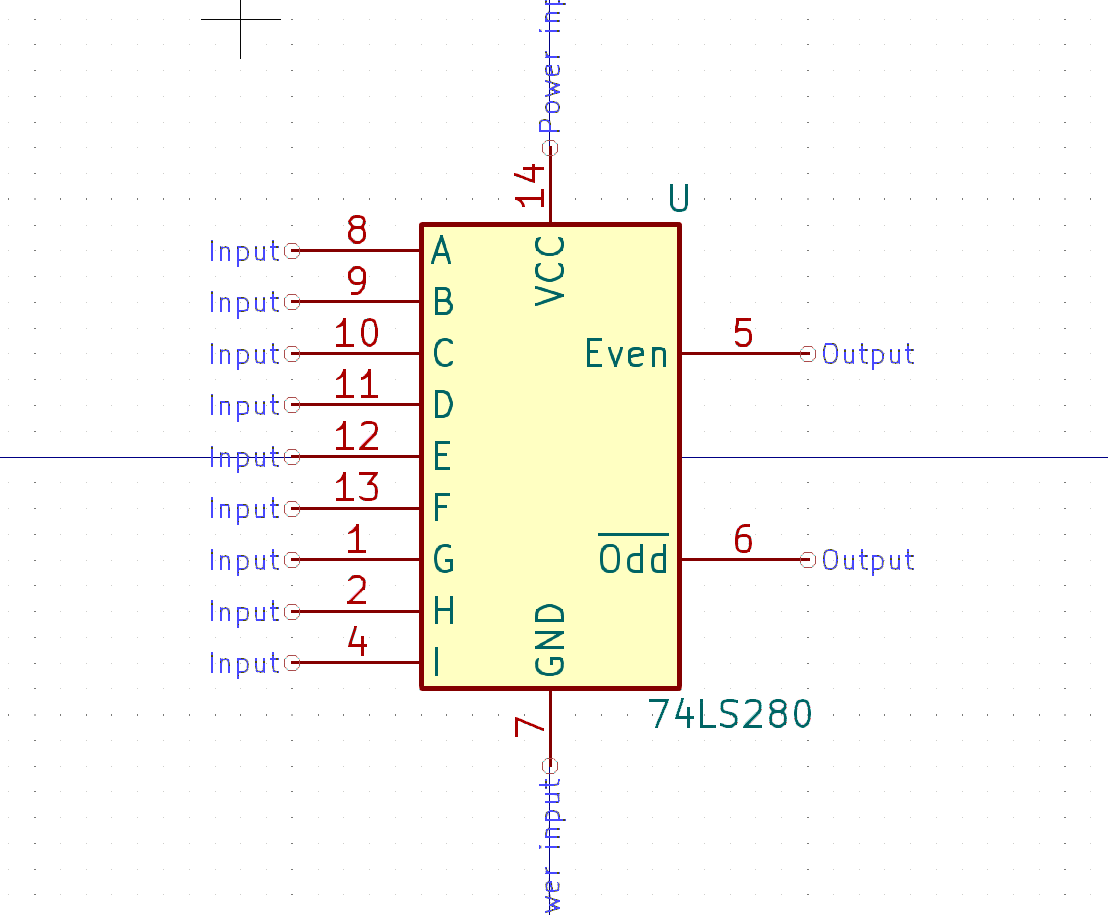 Power inp
14
U
VCC
Input 8 A
Input 9 B
Input 10 C
Even 5 Output
Input 11 D
Input 12 E
Input 13 F
Input 1 G
Odd 6 Output
Input 2 H
Input 4 I
GND
74LS280
7
wer input